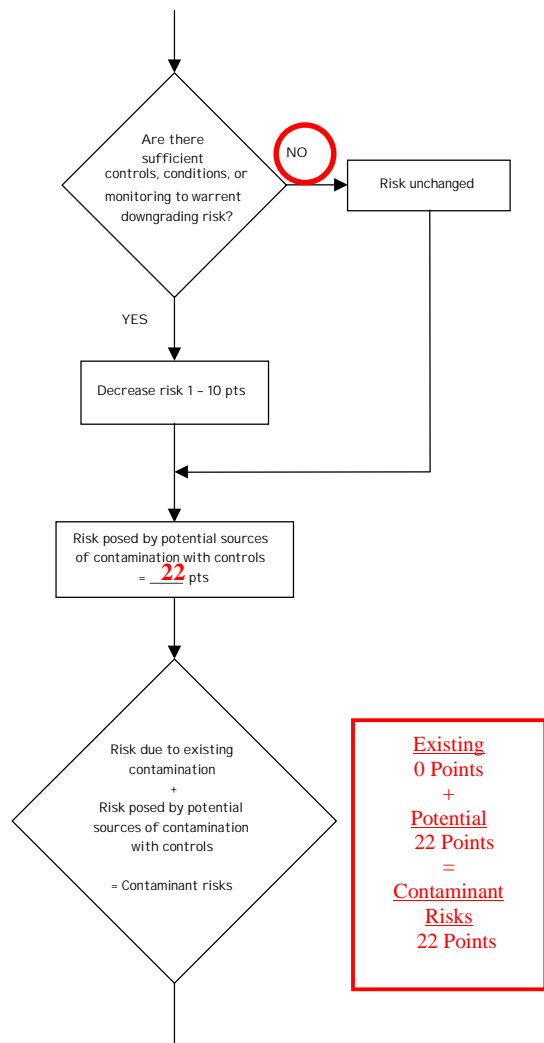 Are there
sufficient
controls, conditions, or
monitoring to warrent
downgrading risk?
NO
Risk unchanged
YES
Decrease risk 1 – 10 pts
Risk posed by potential sources
of contamination with controls
= 22 pts
Risk due to existing
contamination
+
Risk posed by potential
sources of contamination
with controls
= Contaminant risks
Existing
0 Points
+
Potential
22 Points
=
Contaminant
Risks
22 Points